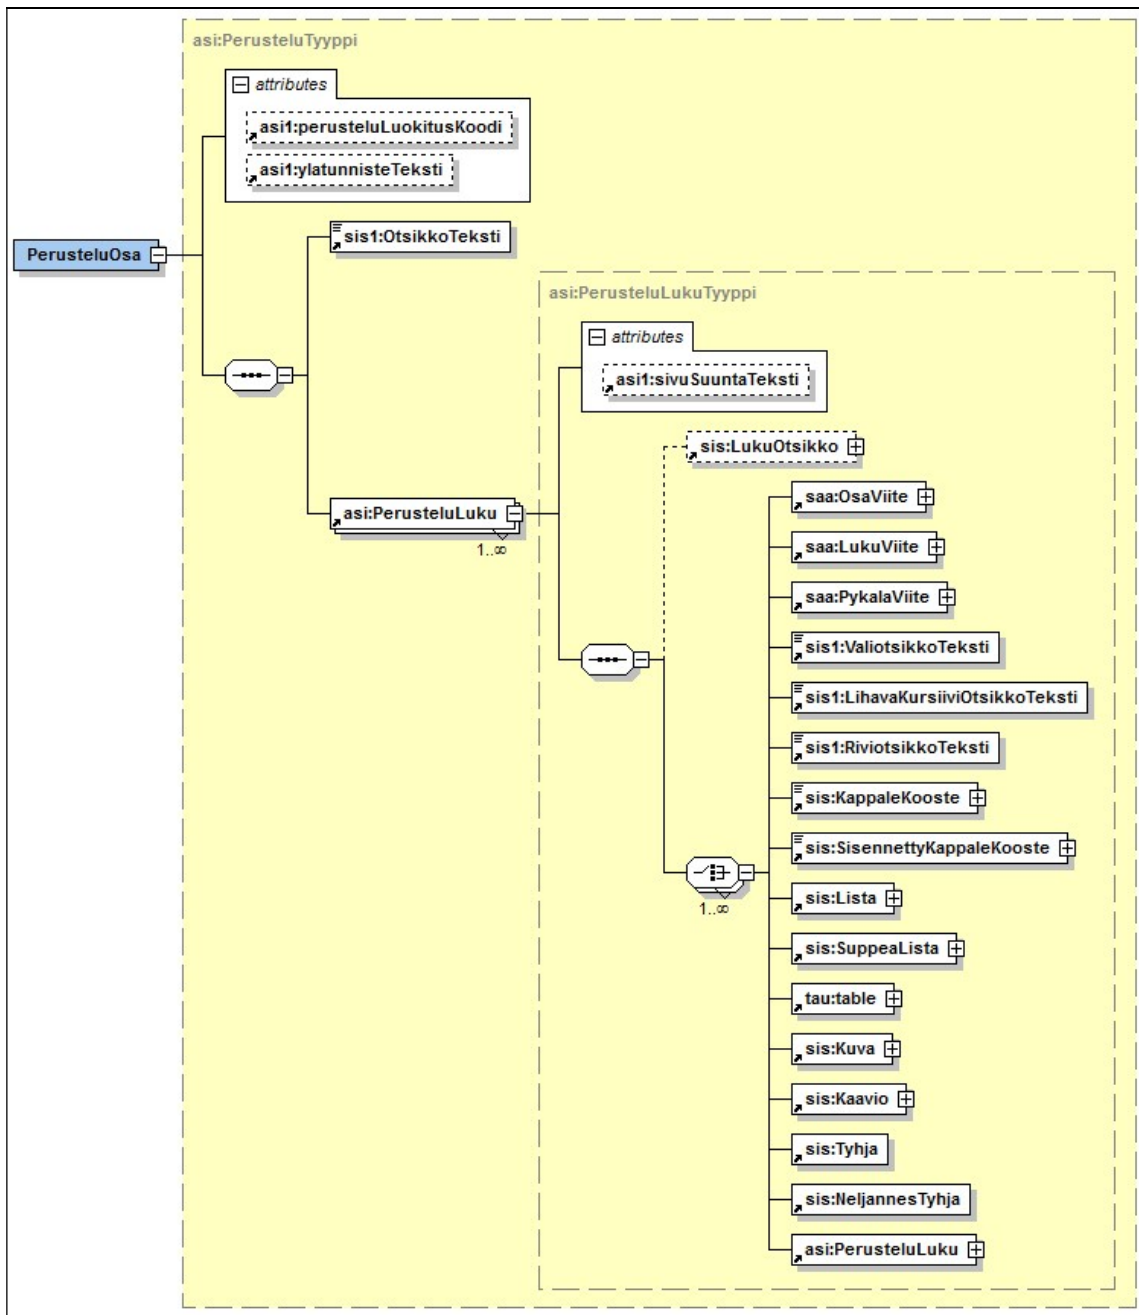 asi:PerusteluTyyppi
attributes
asi1:perusteluLuokitusKoodi
asi1:ylatunnisteTeksti
PerusteluOsa
sis1:OtsikkoTeksti
asi:PerusteluLukuTyyppi
attributes
asi1:sivuSuuntaTeksti
sis:LukuOtsikko
asi:PerusteluLuku
1..∞
saa:OsaViite
saa:LukuViite
saa:PykalaViite
sis1:ValiotsikkoTeksti
sis1:LihavaKursiiviOtsikkoTeksti
sis1:RiviotsikkoTeksti
sis:KappaleKooste
sis:SisennettyKappaleKooste
1..∞
sis:Lista
sis:SuppeaLista
tau:table
sis:Kuva
sis:Kaavio
sis:Tyhja
sis:NeljannesTyhja
asi:PerusteluLuku